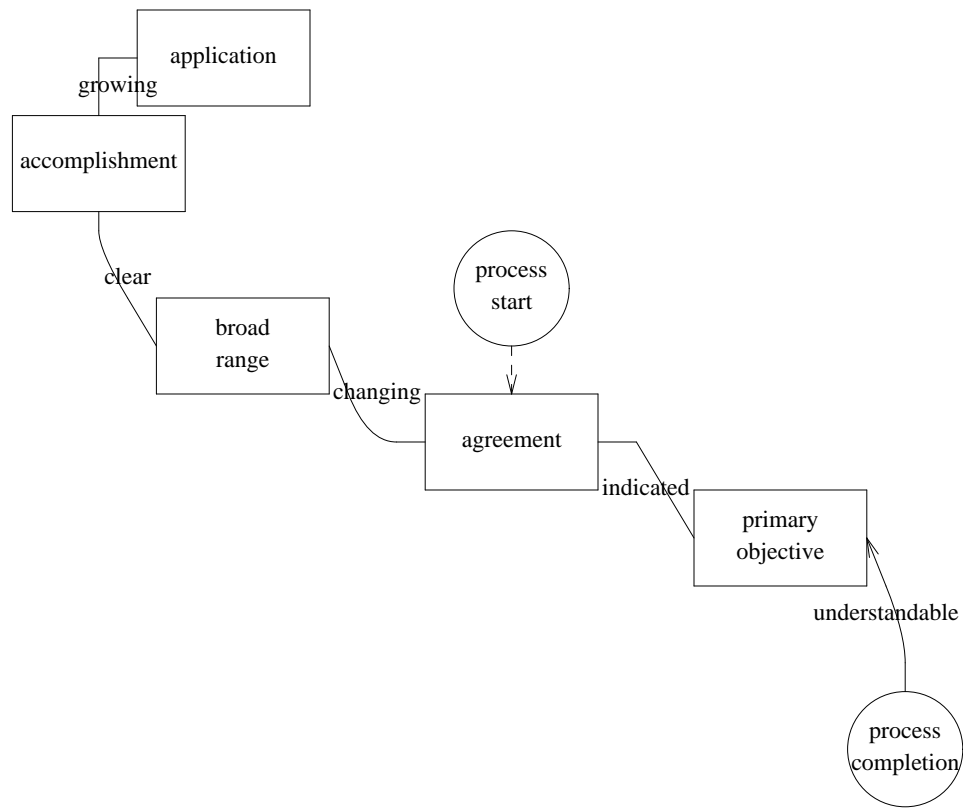 application
growing
accomplishment
clear
process
start
broad
range
changing
agreement
indicated
primary
objective
understandable
process
completion